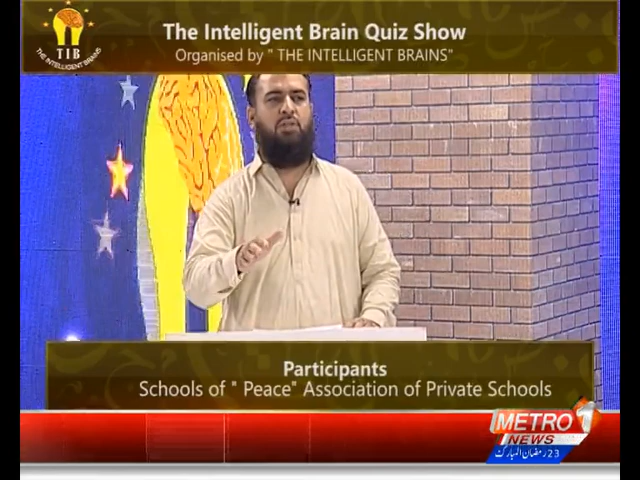 TIB
THE INTELLIGENT BRAINS
The Intelligent Brain Quiz Show
Organised by " THE INTELLIGENT BRAINS"
Participants
Schools of " Peace" Association of Private Schools
METRO 1
NEWS
23 رمضان المبارک